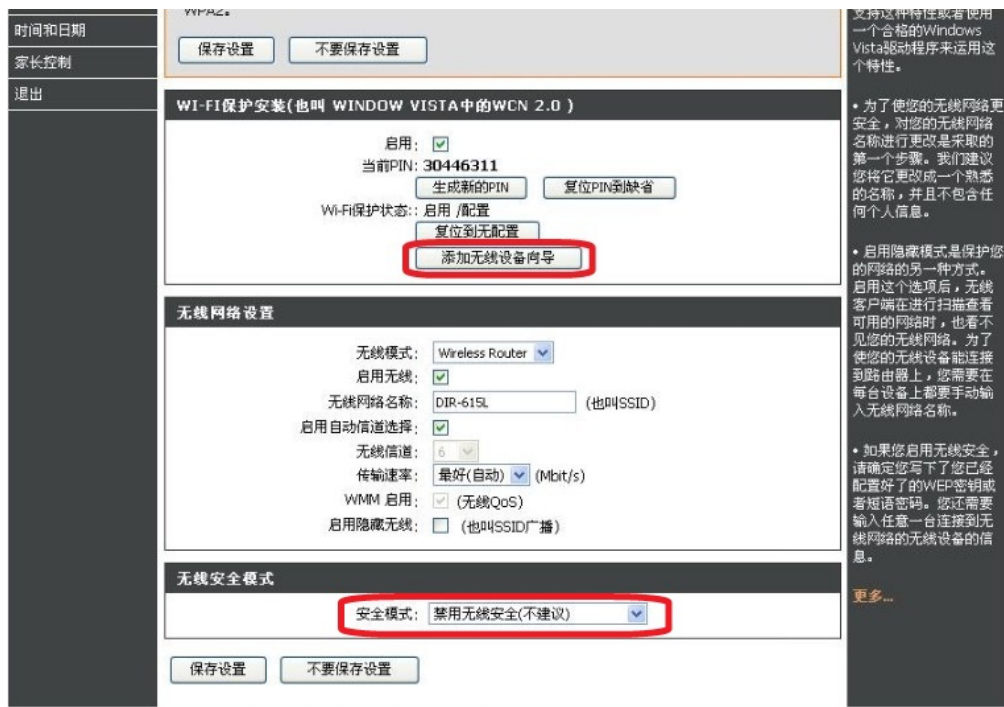 时间和日期
家长控制
退出
WPA2。
保存设置 不要保存设置
WI-FI保护安装(也叫 WINDOW VISTA中的WCN 2.0 )
启用:
当前PIN: 30446311
生成新的PIN 复位PIN到缺省
Wi-Fi保护状态:: 启用 /配置
复位到无配置
添加无线设备向导
无线网络设置
无线模式: Wireless Router
启用无线:
无线网络名称: DIR-615L (也叫SSID)
启用自动信道选择:
无线信道: 6
传输速率: 最好(自动) (Mbit/s)
WMM 启用: (无线QoS)
启用隐藏无线: (也叫SSID广播)
无线安全模式
安全模式: 禁用无线安全(不建议)
保存设置 不要保存设置
支持这种特性或者使用
一个合格的Windows
Vista驱动程序来运用这
个特性。
• 为了使您的无线网络更
安全，对您的无线网络
名称进行更改是采取的
第一个步骤。我们建议
您将它更改成一个熟悉
的名称，并且不包含任
何个人信息。
• 启用隐藏模式是保护您
的网络的另一种方式。
启用这个选项后，无线
客户端在进行扫描查看
可用的网络时，也看不
见您的无线网络。为了
使您的无线设备能连接
到路由器上，您需要在
每台设备上都要手动输
入无线网络名称。
• 如果您启用无线安全，
请确定您写下了您已经
配置好了的WEP密钥或
者短语密码。您还需要
输入任意一台连接到无
线网络的无线设备的信
息。
更多...